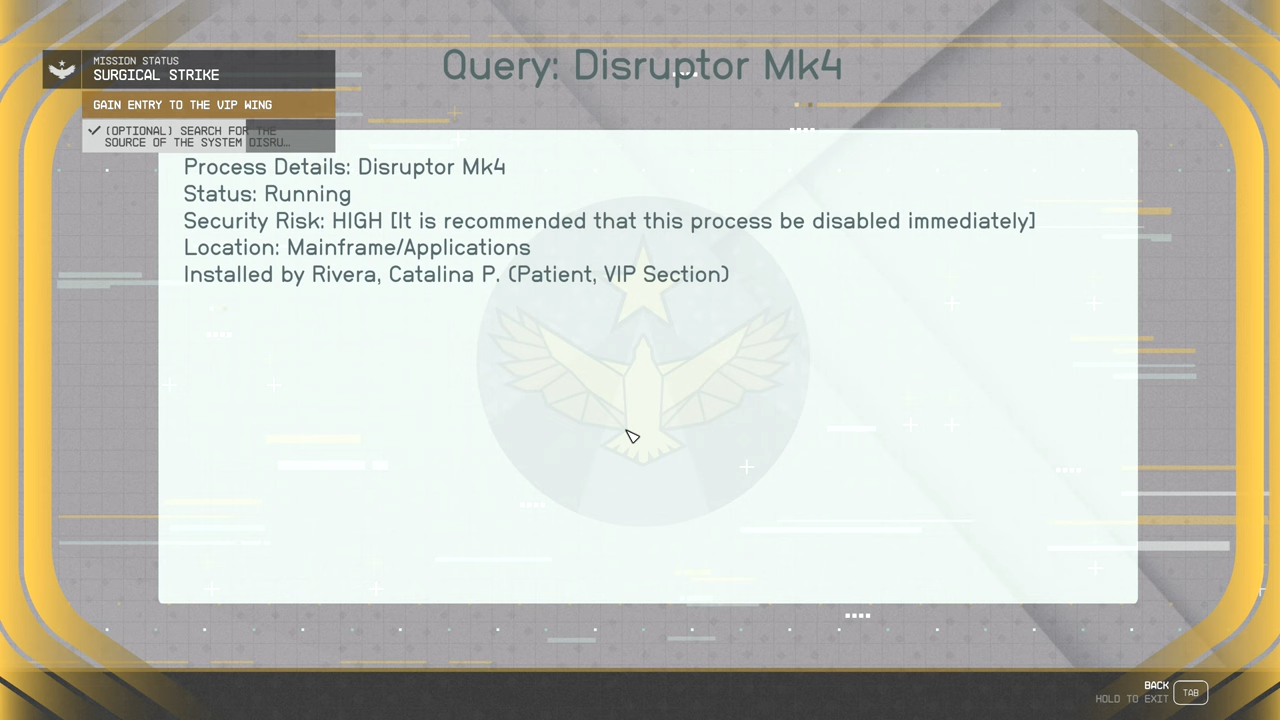 Query: Disruptor Mk4
MISSION STATUS
SURGICAL STRIKE
GAIN ENTRY TO THE VIP WING
(OPTIONAL) SEARCH FOR THE
SOURCE OF THE SYSTEM DISRU...
Process Details: Disruptor Mk4
Status: Running
Security Risk: HIGH [It is recommended that this process be disabled immediately]
Location: Mainframe/Applications
Installed by Rivera, Catalina P. (Patient, VIP Section)
BACK
HOLD TO EXIT
TAB